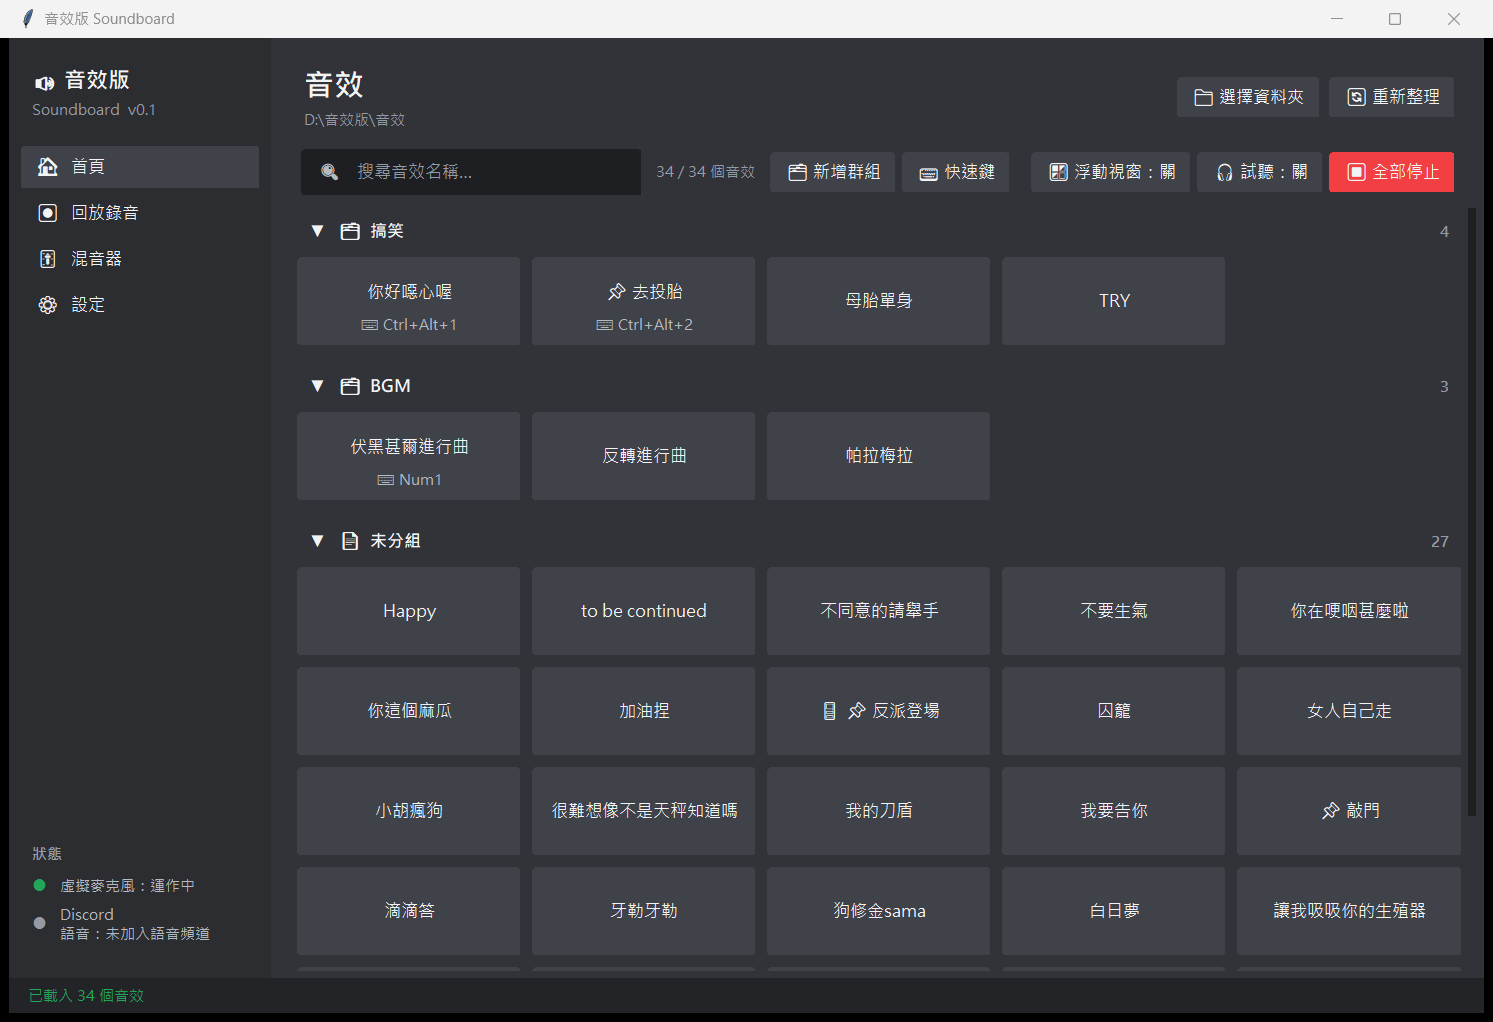 音效版 Soundboard
音效版
Soundboard v0.1
首頁
回放錄音
混音器
設定
狀態
虛擬麥克風：運作中
Discord
語音：未加入語音頻道
音效
D:\音效版\音效
選擇資料夾
重新整理
搜尋音效名稱...
34 / 34 個音效
新增群組
快速鍵
浮動視窗：關
試聽：關
全部停止
▼ 搞笑 4
你好噁心喔
Ctrl+Alt+1
去投胎
Ctrl+Alt+2
母胎單身
TRY
▼ BGM 3
伏黑甚爾進行曲
Num1
反轉進行曲
帕拉梅拉
▼ 未分組 27
Happy
to be continued
不同意的請舉手
不要生氣
你在哽咽甚麼啦
你這個麻瓜
加油捏
反派登場
囚籠
女人自己走
小胡瘋狗
很難想像不是天秤知道嗎
我的刀盾
我要告你
敲門
滴滴答
牙勒牙勒
狗修金sama
白日夢
讓我吸吸你的生殖器
已載入 34 個音效